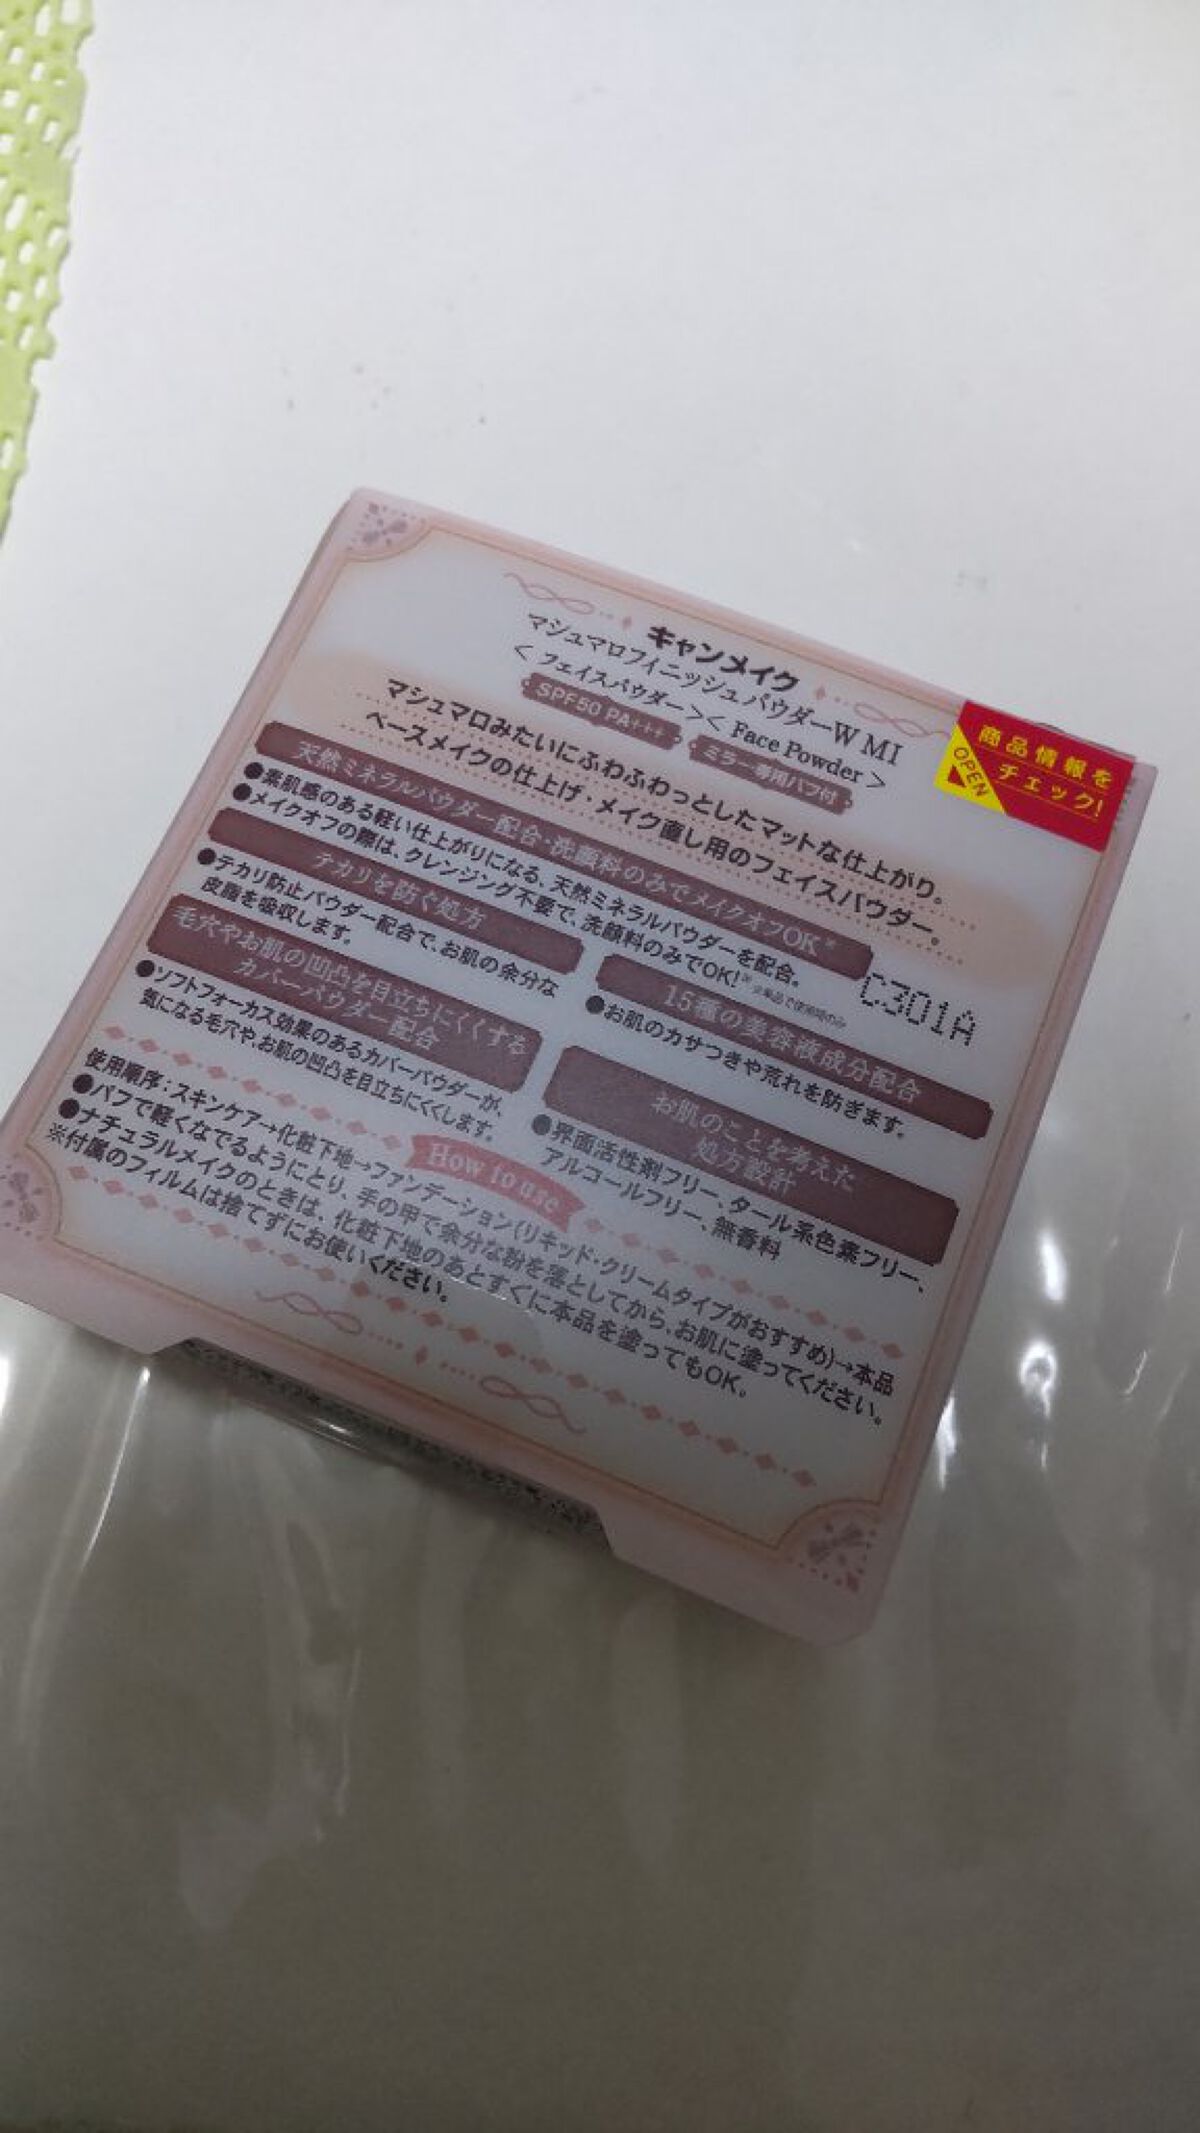 キャンメイク
マシュマロフィニッシュパウダーW MI
< フェイスパウダー >< Face Powder >
SPF50 PA+++
ミラー・専用パフ付
マシュマロみたいにふわふわっとしたマットな仕上がり。
ベースメイクの仕上げ・メイク直し用のフェイスパウダー。
商品情報を
チェック!
OPEN
天然ミネラルパウダー配合・洗顔料のみでメイクオフOK※
●素肌感のある軽い仕上がりになる、天然ミネラルパウダーを配合。
●メイクオフの際は、クレンジング不要で、洗顔料のみでOK!※
※本品単品で使用時のみ
C301A
テカリを防ぐ処方
●テカリ防止パウダー配合で、お肌の余分な
皮脂を吸収します。
15種の美容液成分配合
●お肌のカサつきや荒れを防ぎます。
毛穴やお肌の凹凸を目立ちにくくする
カバーパウダー配合
●ソフトフォーカス効果のあるカバーパウダーが、
気になる毛穴や、お肌の凹凸を目立ちにくくします。
お肌のことを考えた
処方設計
●界面活性剤フリー、タール系色素フリー、
アルコールフリー、無香料
How to use
使用順序：スキンケア→化粧下地→ファンデーション(リキッド・クリームタイプがおすすめ)→本品
●パフで軽くなでるようにとり、手の甲で余分な粉を落としてから、お肌に塗ってください。
●ナチュラルメイクのときは、化粧下地のあとすぐに本品を塗ってもOK。
※付属のフィルムは捨てずにお使いください。